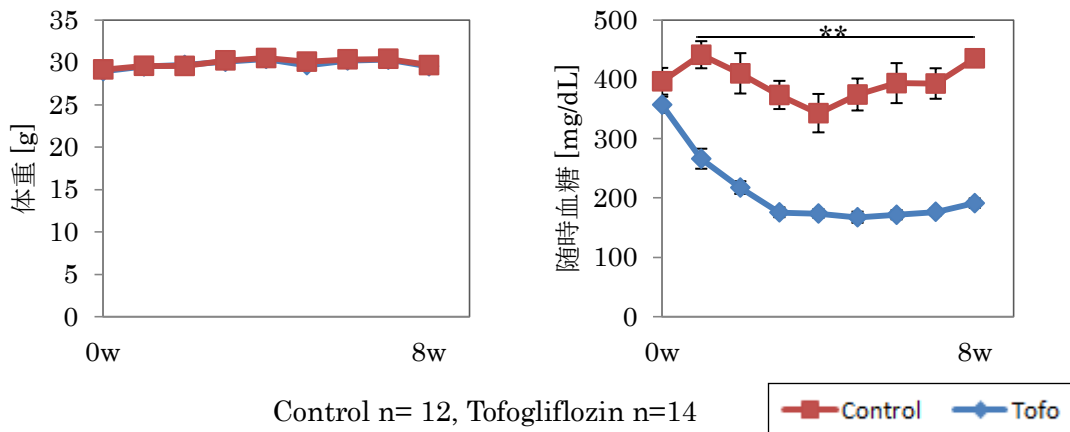 35
30
25
20
15
10
5
0
体重 [g]
0w
8w
500
400
300
200
100
0
随時血糖 [mg/dL]
**
0w
8w
Control n= 12, Tofogliflozin n=14
Control
Tofo